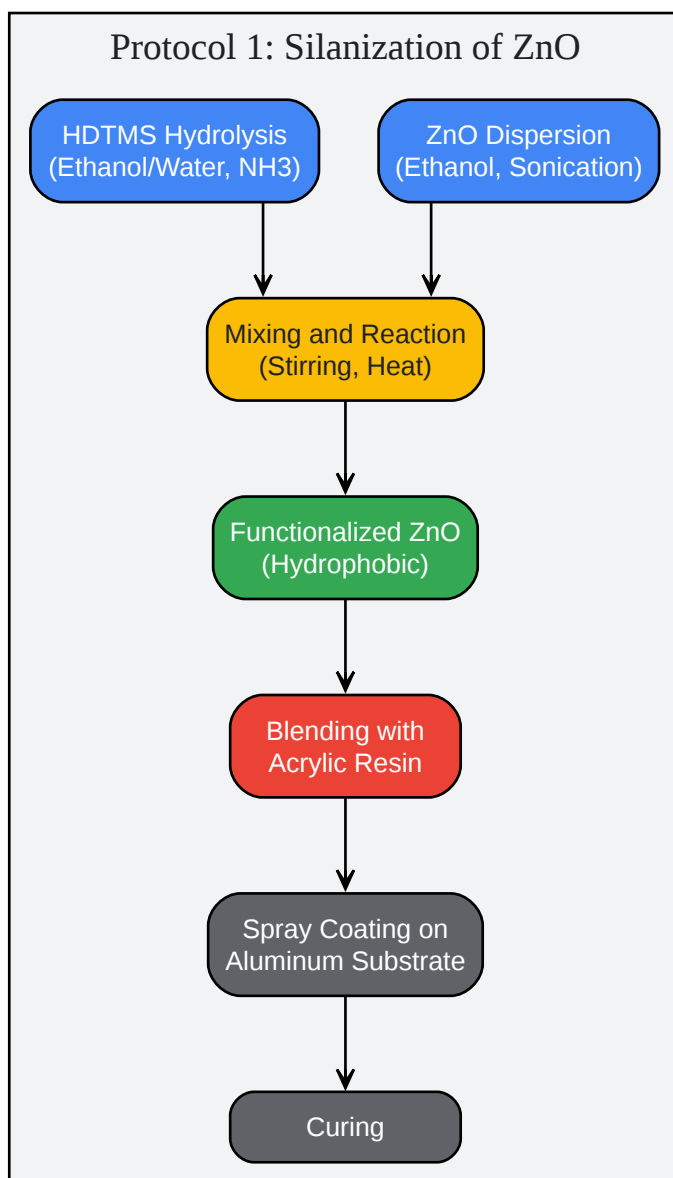 Protocol 1: Silanization of ZnO
HDTMS Hydrolysis
(Ethanol/Water, NH3)
ZnO Dispersion
(Ethanol, Sonication)
Mixing and Reaction
(Stirring, Heat)
Functionalized ZnO
(Hydrophobic)
Blending with
Acrylic Resin
Spray Coating on
Aluminum Substrate
Curing